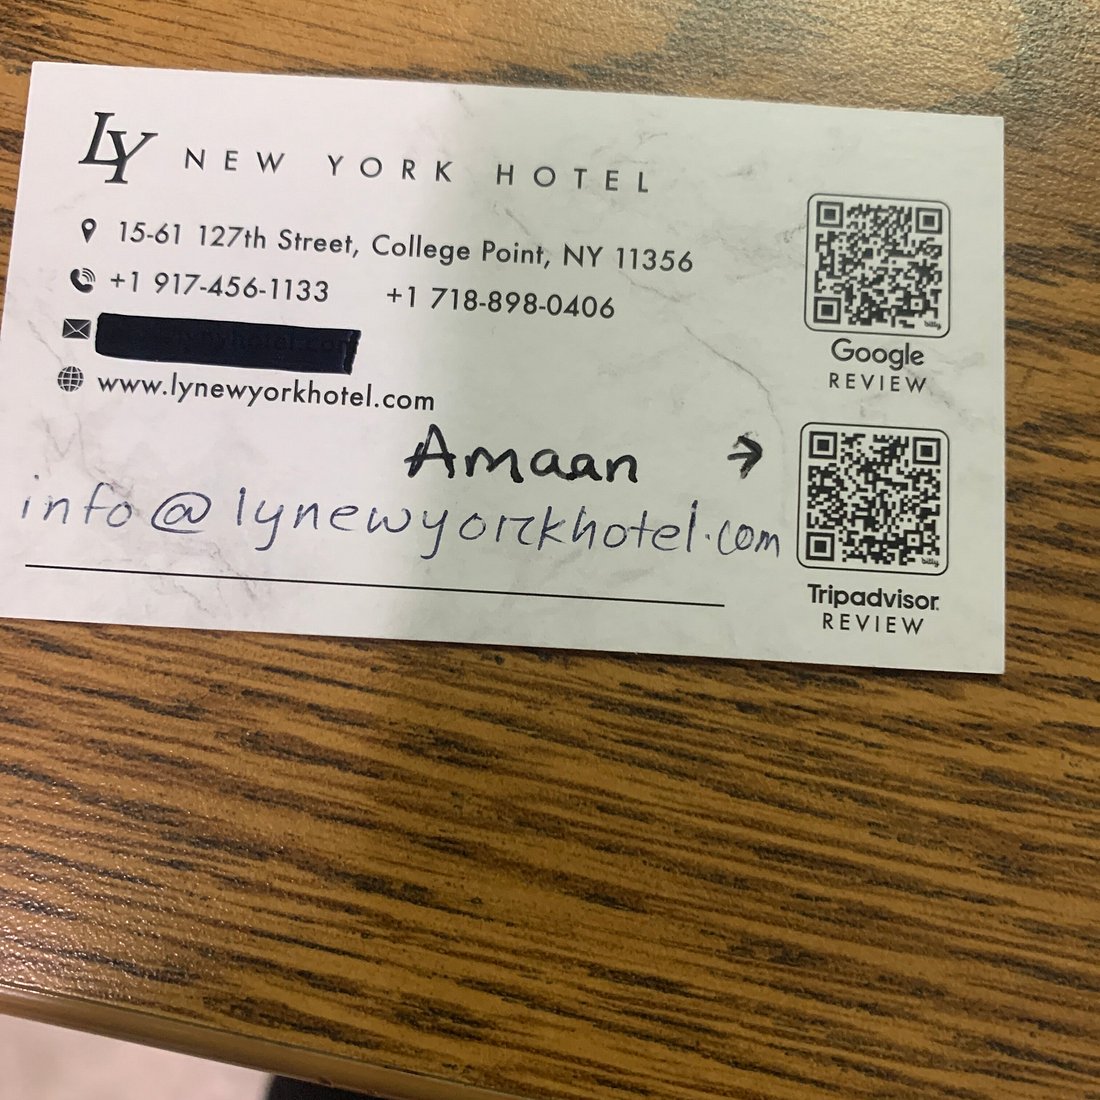 LY NEW YORK HOTEL
15-61 127th Street, College Point, NY 11356
+1 917-456-1133 +1 718-898-0406
www.lynewyorkhotel.com
Amaan →
info@lynewyorkhotel.com
Google
REVIEW
Tripadvisor
REVIEW